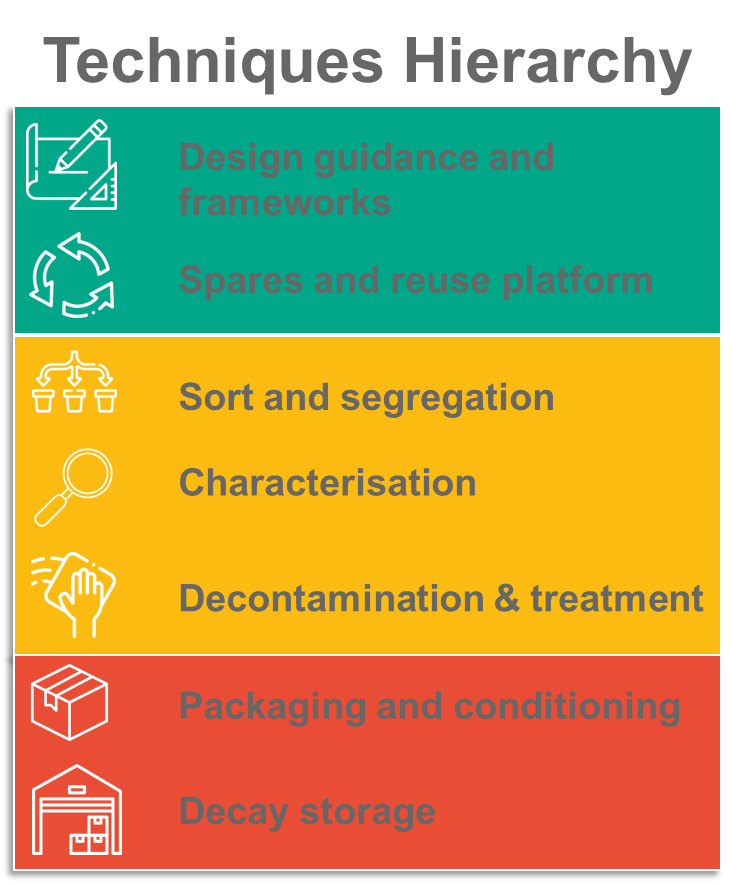 Techniques Hierarchy
Design guidance and
frameworks
Spares and reuse platform
Sort and segregation
Characterisation
Decontamination & treatment
Packaging and conditioning
Decay storage